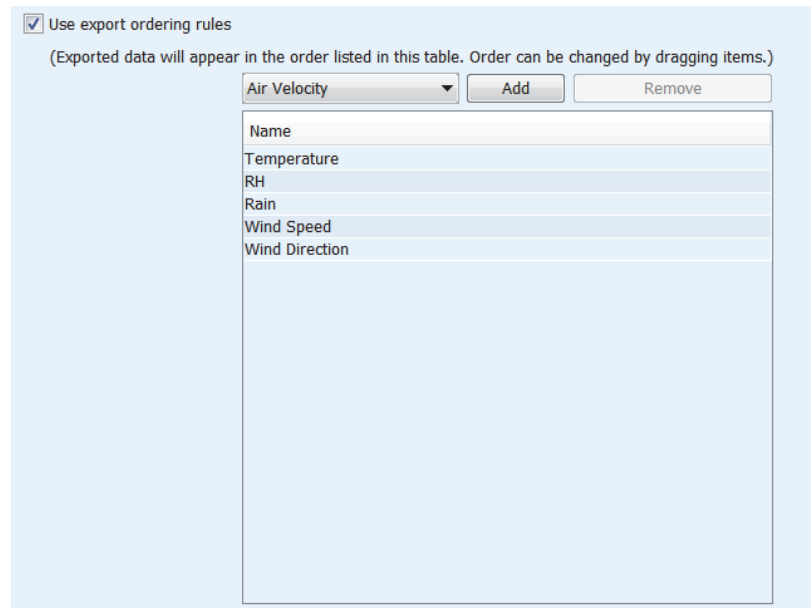 Use export ordering rules
(Exported data will appear in the order listed in this table. Order can be changed by dragging items.)
Air Velocity Add Remove
Name
Temperature
RH
Rain
Wind Speed
Wind Direction